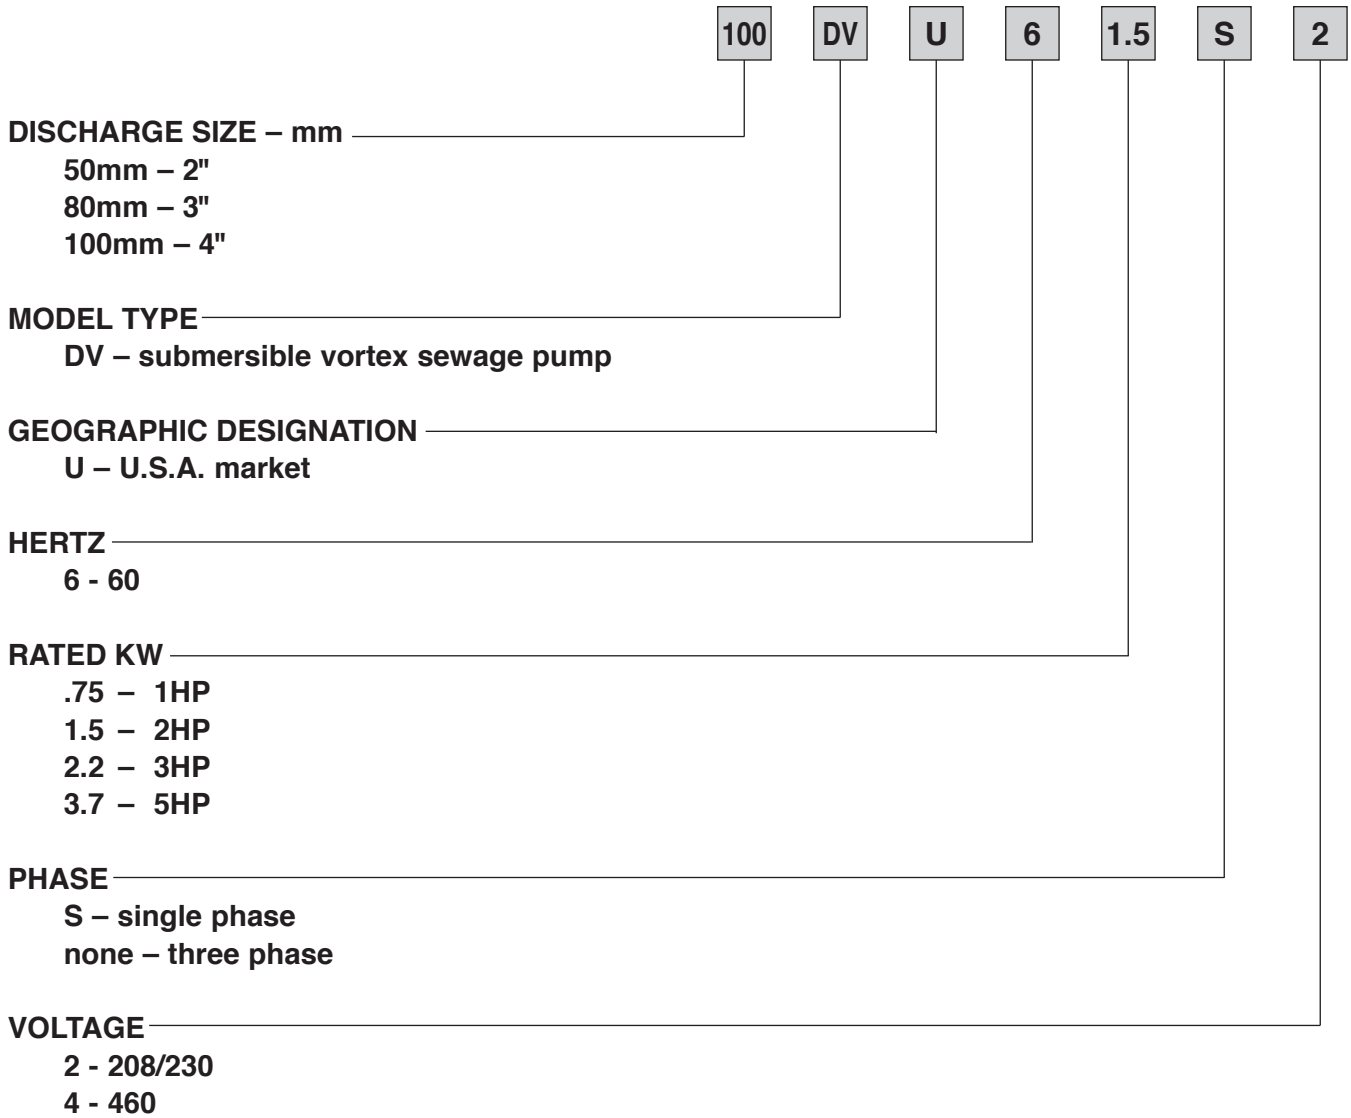 100 DV U 6 1.5 S 2
DISCHARGE SIZE – mm
50mm – 2"
80mm – 3"
100mm – 4"
MODEL TYPE
DV – submersible vortex sewage pump
GEOGRAPHIC DESIGNATION
U – U.S.A. market
HERTZ
6 - 60
RATED KW
.75 – 1HP
1.5 – 2HP
2.2 – 3HP
3.7 – 5HP
PHASE
S – single phase
none – three phase
VOLTAGE
2 - 208/230
4 - 460